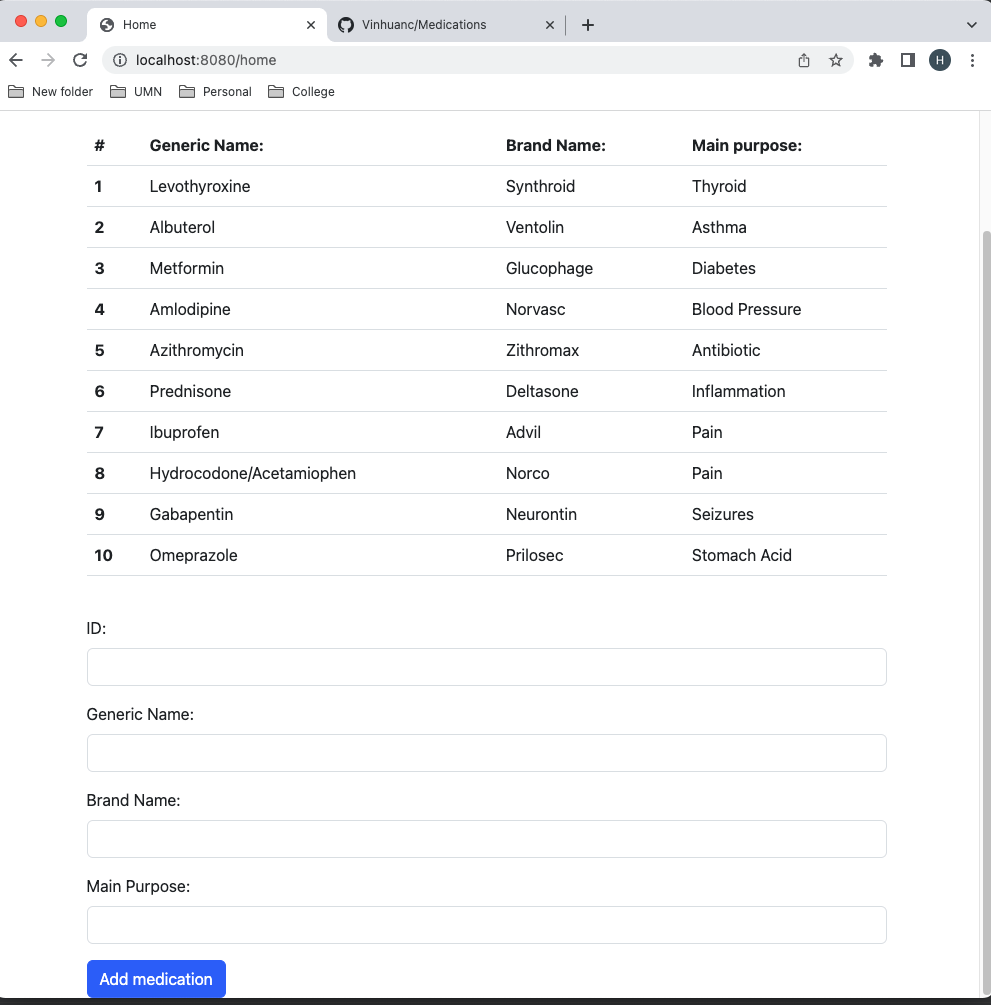 Home
Vinhuanc/Medications
localhost:8080/home
H
New folder UMN Personal College
# Generic Name: Brand Name: Main purpose:
1 Levothyroxine Synthroid Thyroid
2 Albuterol Ventolin Asthma
3 Metformin Glucophage Diabetes
4 Amlodipine Norvasc Blood Pressure
5 Azithromycin Zithromax Antibiotic
6 Prednisone Deltasone Inflammation
7 Ibuprofen Advil Pain
8 Hydrocodone/Acetamiophen Norco Pain
9 Gabapentin Neurontin Seizures
10 Omeprazole Prilosec Stomach Acid
ID:
Generic Name:
Brand Name:
Main Purpose:
Add medication